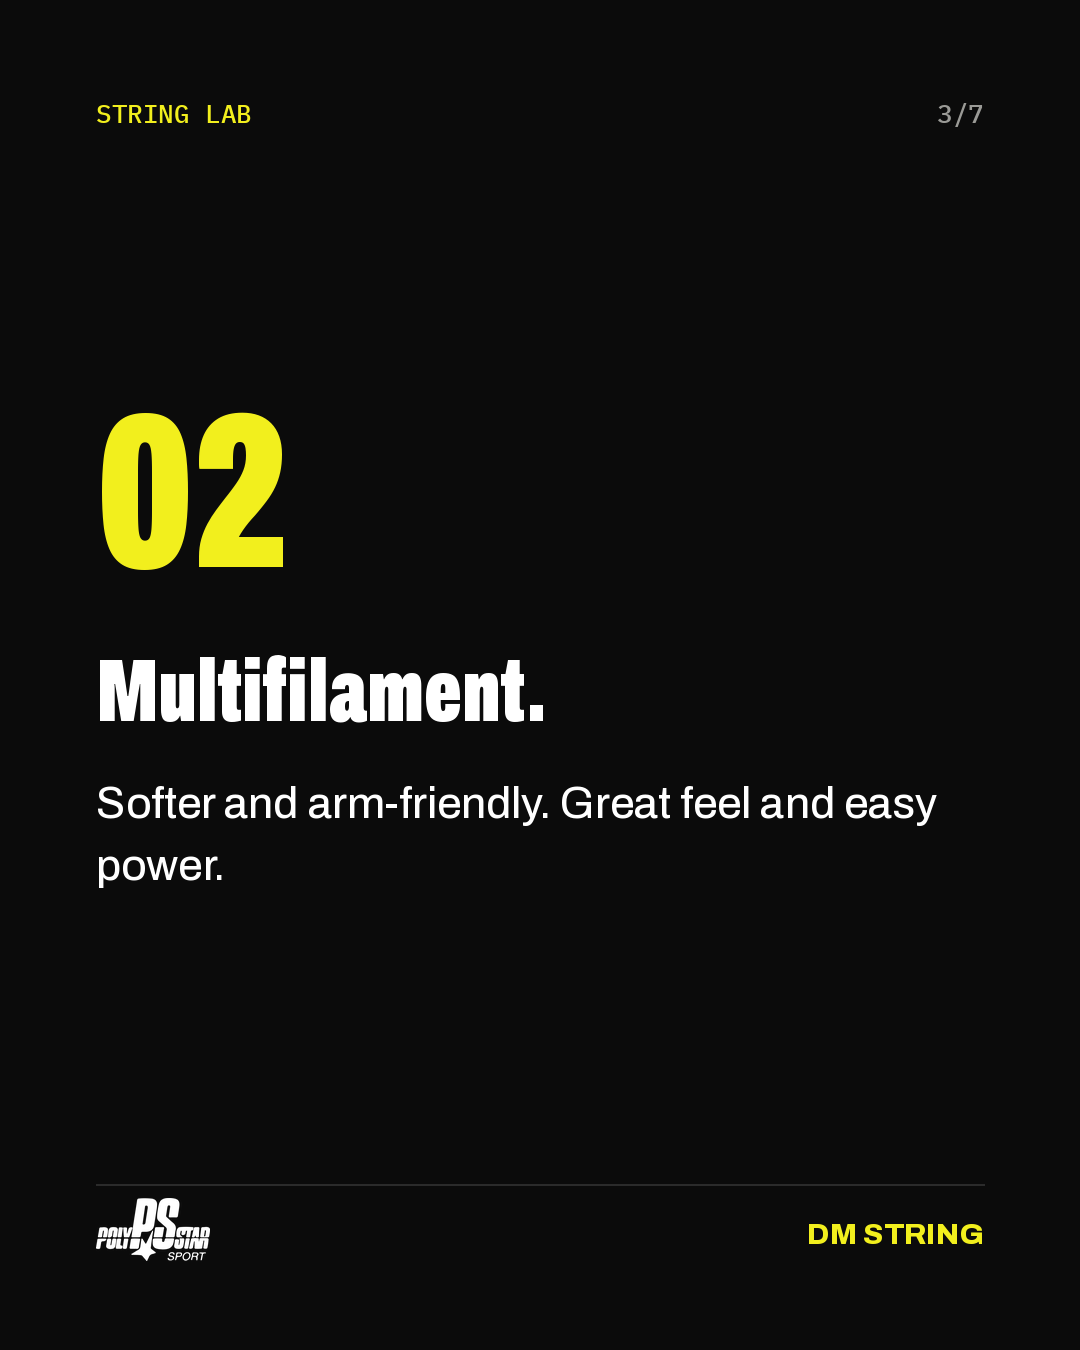 STRING LAB
3/7
02
Multifilament.
Softer and arm-friendly. Great feel and easy
power.
POLY PS STAR
SPORT
DM STRING